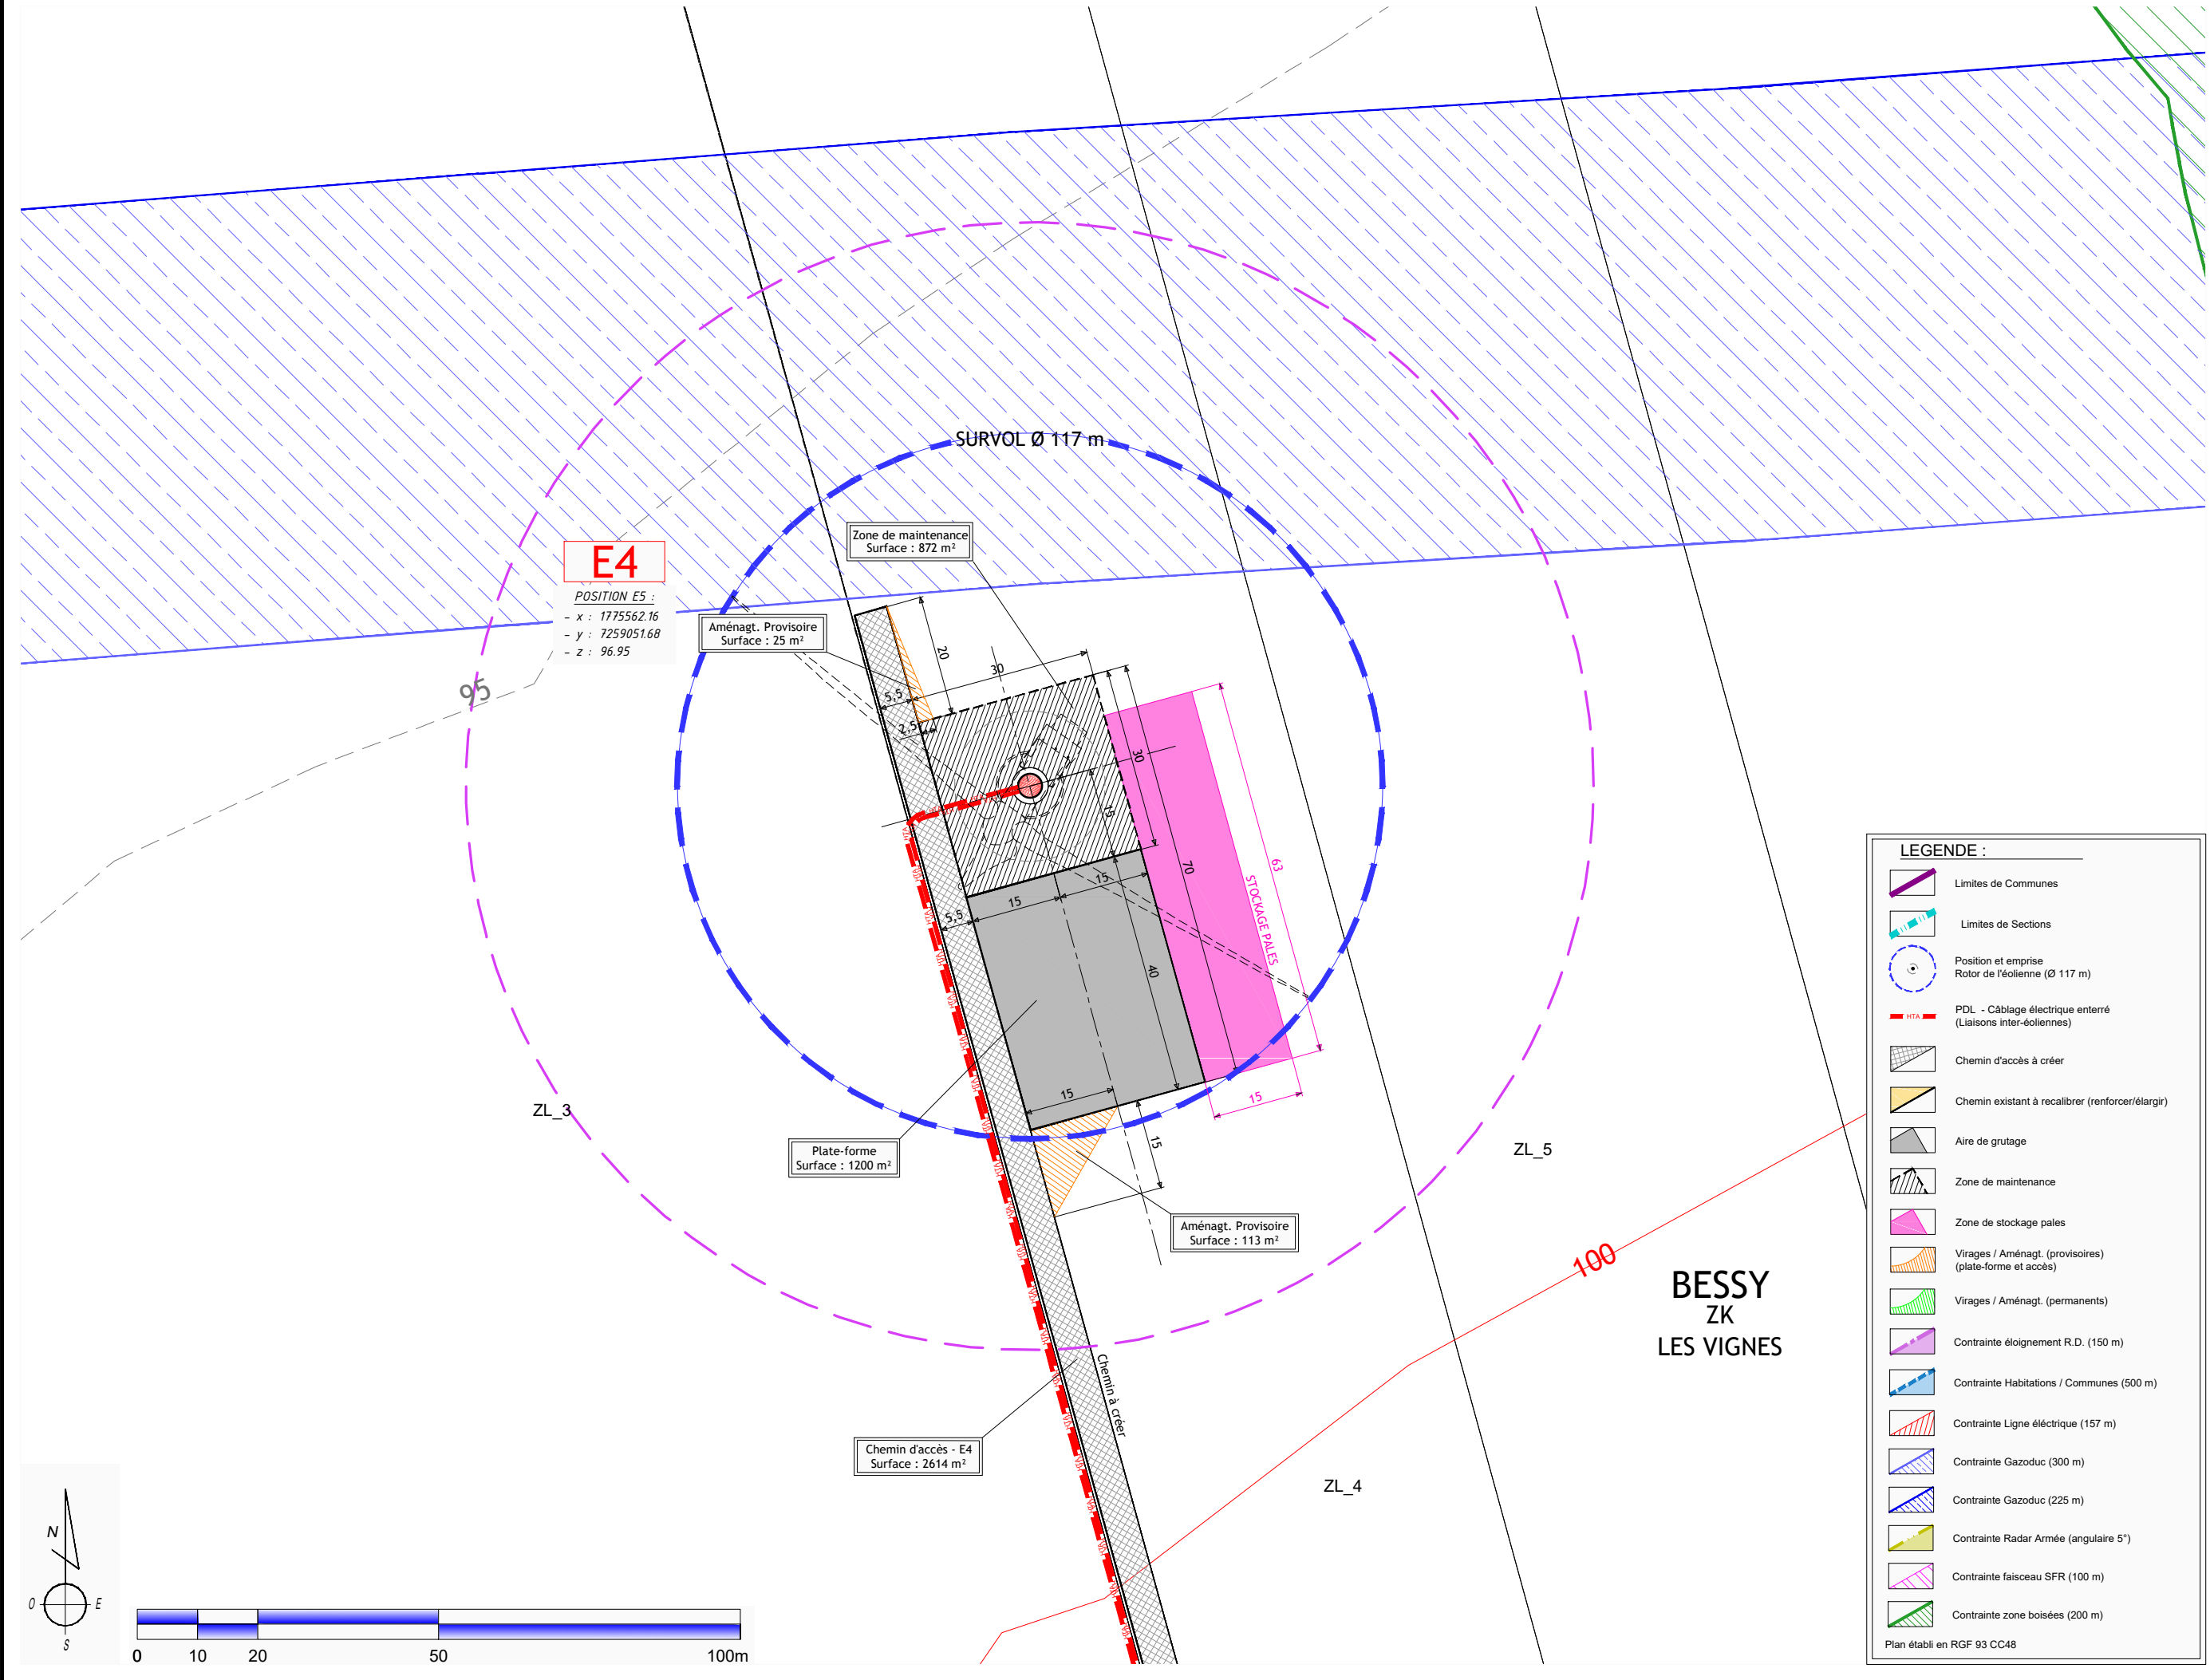 SURVOL Ø 117 m
Zone de maintenance
Surface : 872 m²
E4
POSITION E5 :
- x : 1775562.16
- y : 7259051.68
- z : 96.95
Aménagt. Provisoire
Surface : 25 m²
95
20
30
5,5
2,5
30
15
70
63
STOCKAGE PALES
15
15
5,5
40
15
15
15
ZL_3
Plate-forme
Surface : 1200 m²
Aménagt. Provisoire
Surface : 113 m²
ZL_5
100
BESSY
ZK
LES VIGNES
Chemin à créer
Chemin d'accès - E4
Surface : 2614 m²
ZL_4
HTA
N
O
E
S
0
10
20
50
100m
LEGENDE :
Limites de Communes
Limites de Sections
Position et emprise
Rotor de l'éolienne (Ø 117 m)
HTA
PDL - Câblage électrique enterré
(Liaisons inter-éoliennes)
Chemin d'accès à créer
Chemin existant à recalibrer (renforcer/élargir)
Aire de grutage
Zone de maintenance
Zone de stockage pales
Virages / Aménagt. (provisoires)
(plate-forme et accès)
Virages / Aménagt. (permanents)
Contrainte éloignement R.D. (150 m)
Contrainte Habitations / Communes (500 m)
Contrainte Ligne éléctrique (157 m)
Contrainte Gazoduc (300 m)
Contrainte Gazoduc (225 m)
Contrainte Radar Armée (angulaire 5°)
Contrainte faisceau SFR (100 m)
Contrainte zone boisées (200 m)
Plan établi en RGF 93 CC48